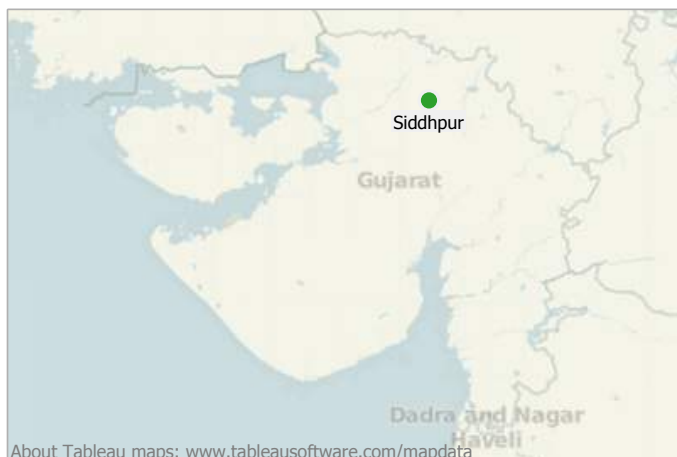 Siddhpur
Gujarat
Dadra and Nagar
Haveli
About Tableau maps: www.tableausoftware.com/mapdata